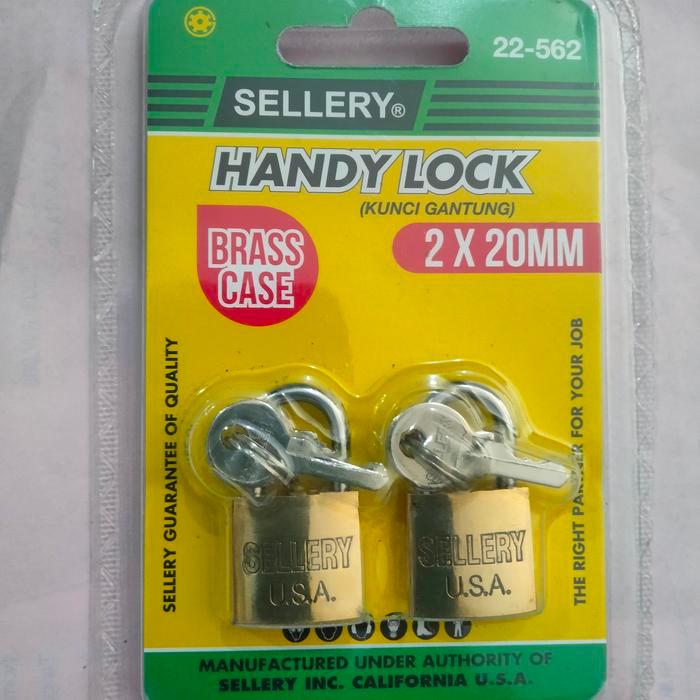 22-562
SELLERY®
HANDY LOCK
(KUNCI GANTUNG)
BRASS
CASE
2 X 20MM
SELLERY GUARANTEE OF QUALITY
THE RIGHT PARTNER FOR YOUR JOB
SELLERY
U.S.A.
SELLERY
U.S.A.
MANUFACTURED UNDER AUTHORITY OF
SELLERY INC. CALIFORNIA U.S.A.